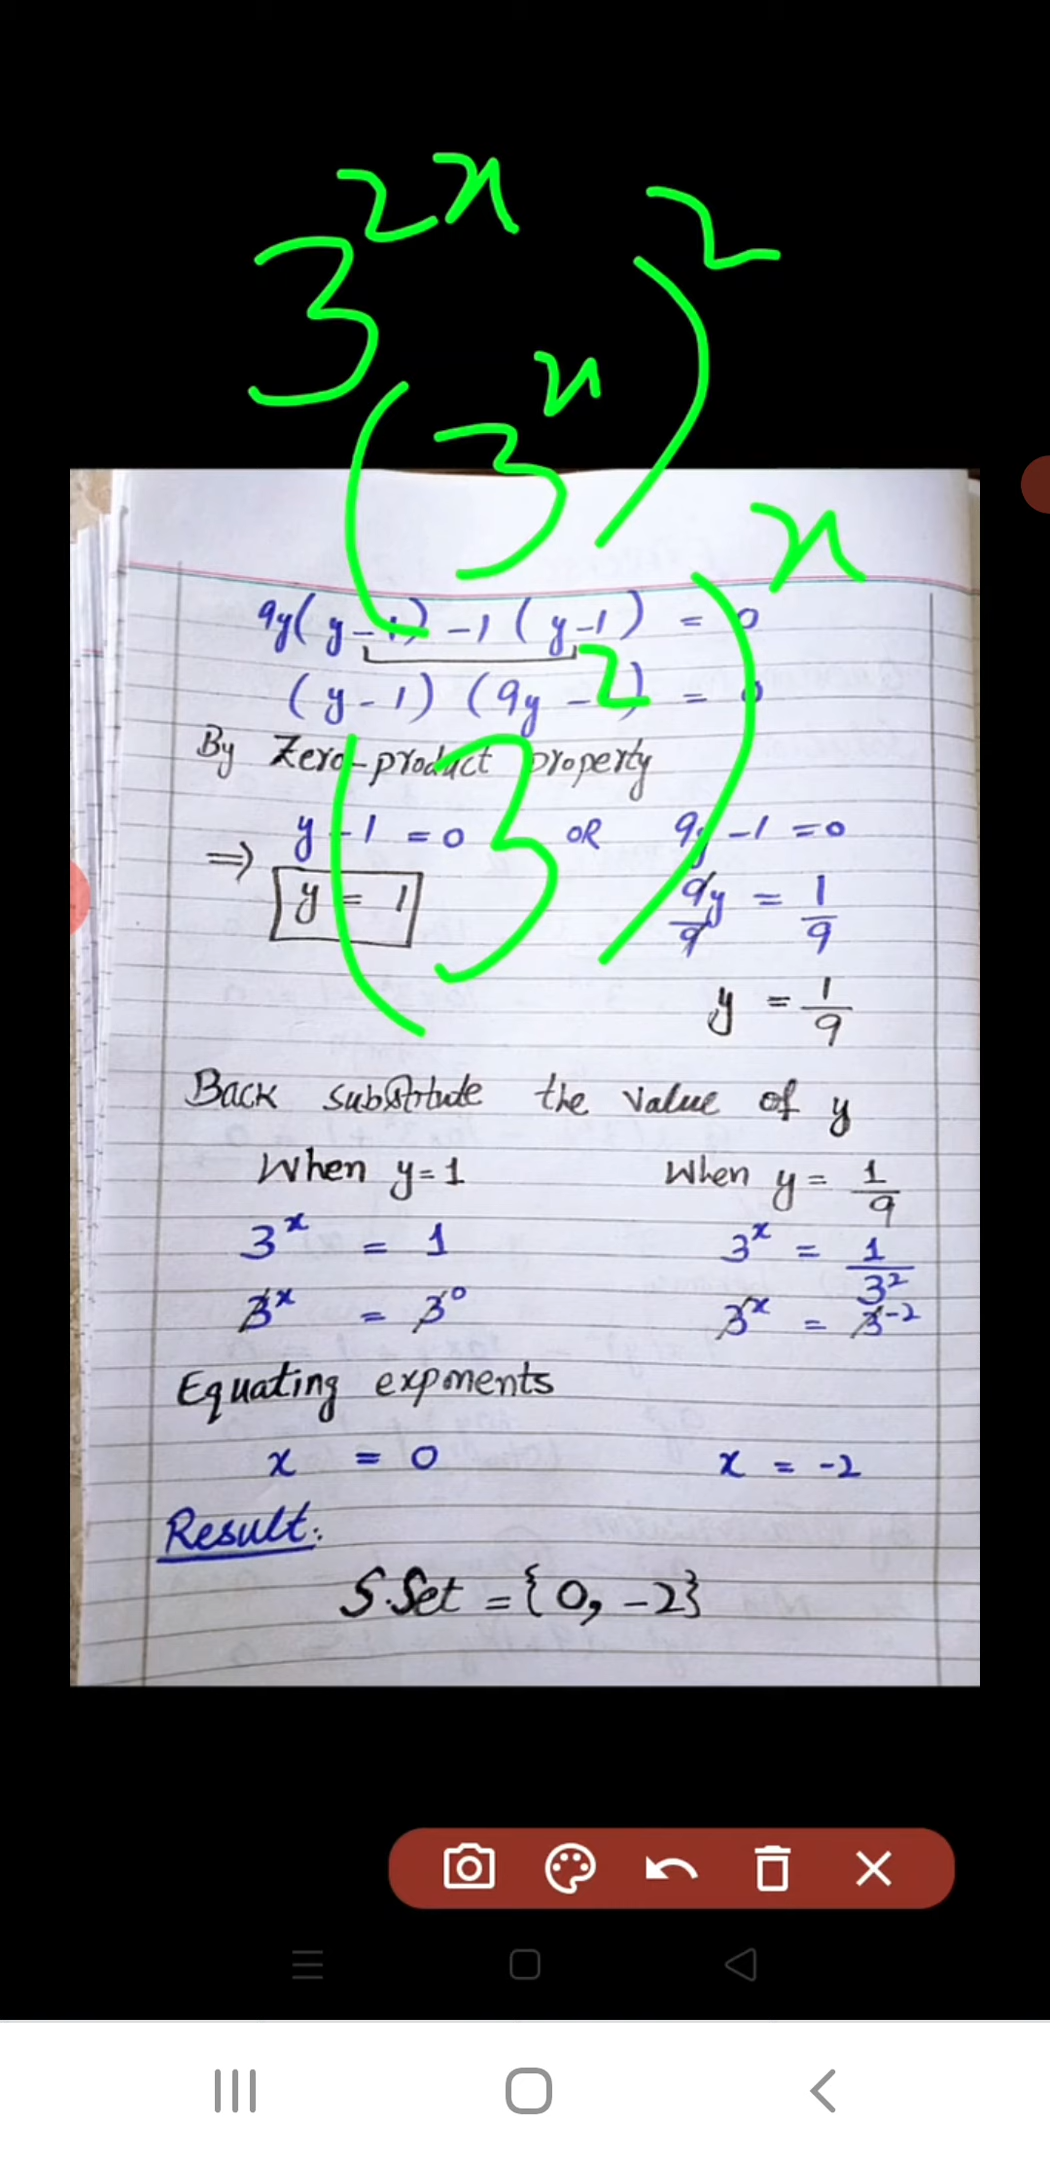 3^{2x}
(3^x)^2
(3^2)^x
9y(y-1) -1(y-1) = 0
(y-1) (9y - ) = 0
By Zero-product property
⇒ y-1 = 0 OR 9y-1 = 0
y = 1 9y/9 = 1/9
y = 1/9
Back substitute the value of y
When y=1 When y = 1/9
3^x = 1 3^x = 1/3^2
3^x = 3^0 3^x = 3^{-2}
Equating expments
x = 0 x = -2
Result:
S.Set = {0, -2}